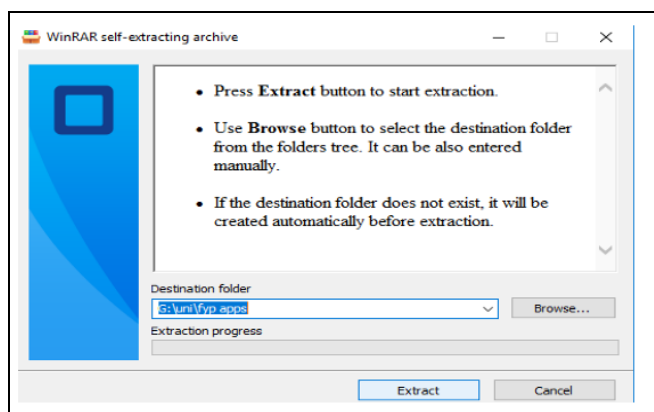 WinRAR self-extracting archive
Press Extract button to start extraction.
Use Browse button to select the destination folder
from the folders tree. It can be also entered
manually.
If the destination folder does not exist, it will be
created automatically before extraction.
Destination folder
G:\uni\fyp apps
Browse...
Extraction progress
Extract
Cancel